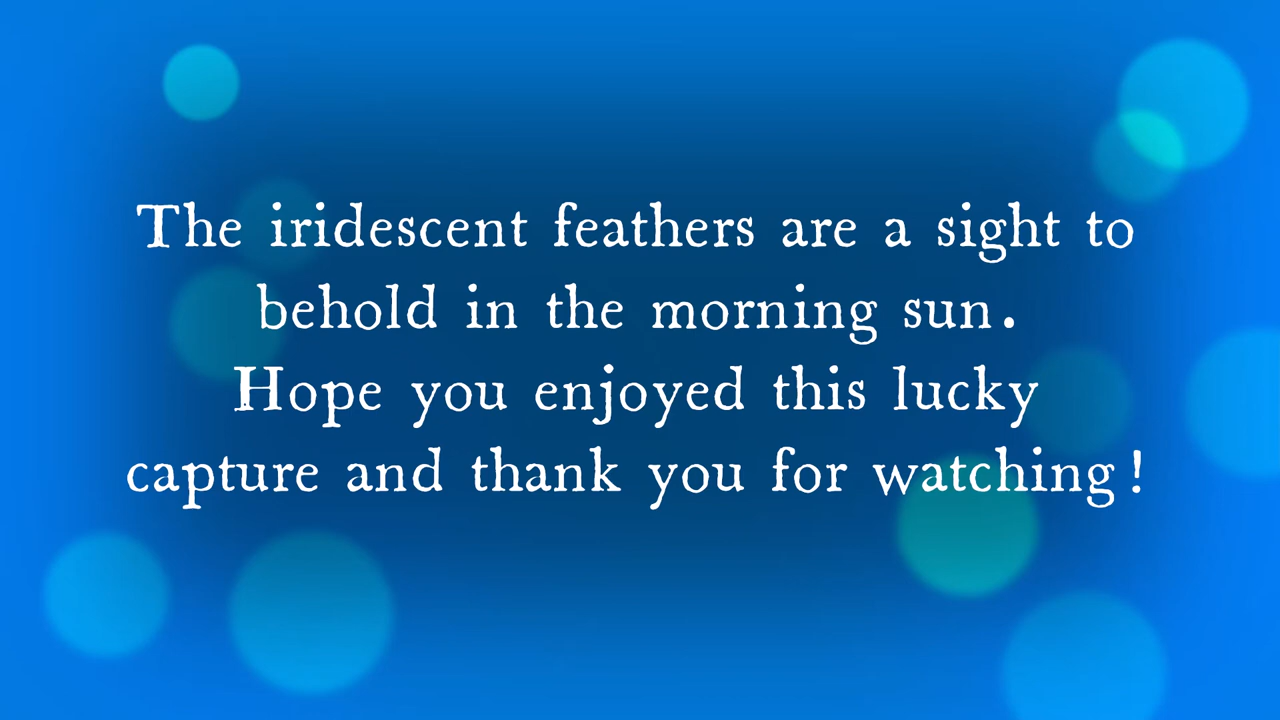 The iridescent feathers are a sight to
behold in the morning sun.
Hope you enjoyed this lucky
capture and thank you for watching!